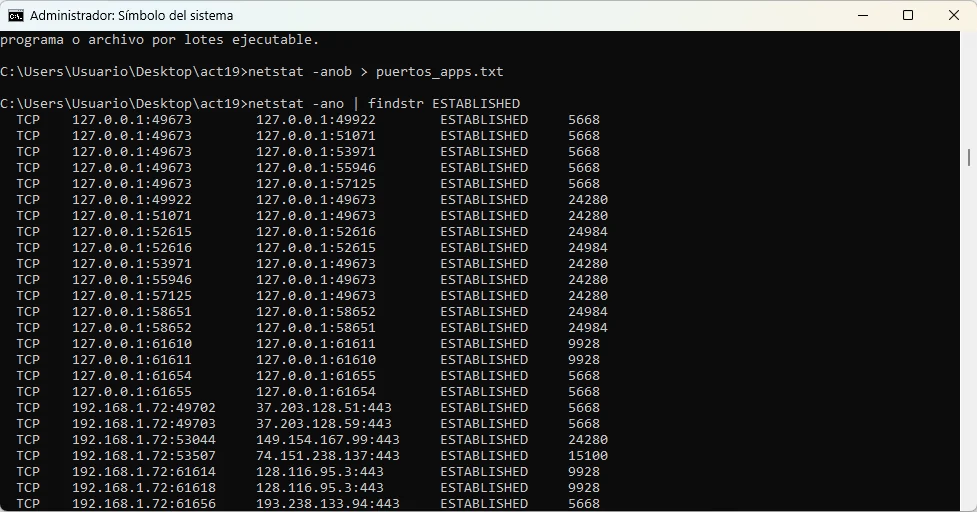 Administrador: Símbolo del sistema
programa o archivo por lotes ejecutable.
C:\Users\Usuario\Desktop\act19>netstat -anob > puertos_apps.txt
C:\Users\Usuario\Desktop\act19>netstat -ano | findstr ESTABLISHED
TCP 127.0.0.1:49673 127.0.0.1:49922 ESTABLISHED 5668
TCP 127.0.0.1:49673 127.0.0.1:51071 ESTABLISHED 5668
TCP 127.0.0.1:49673 127.0.0.1:53971 ESTABLISHED 5668
TCP 127.0.0.1:49673 127.0.0.1:55946 ESTABLISHED 5668
TCP 127.0.0.1:49673 127.0.0.1:57125 ESTABLISHED 5668
TCP 127.0.0.1:49922 127.0.0.1:49673 ESTABLISHED 24280
TCP 127.0.0.1:51071 127.0.0.1:49673 ESTABLISHED 24280
TCP 127.0.0.1:52615 127.0.0.1:52616 ESTABLISHED 24984
TCP 127.0.0.1:52616 127.0.0.1:52615 ESTABLISHED 24984
TCP 127.0.0.1:53971 127.0.0.1:49673 ESTABLISHED 24280
TCP 127.0.0.1:55946 127.0.0.1:49673 ESTABLISHED 24280
TCP 127.0.0.1:57125 127.0.0.1:49673 ESTABLISHED 24280
TCP 127.0.0.1:58651 127.0.0.1:58652 ESTABLISHED 24984
TCP 127.0.0.1:58652 127.0.0.1:58651 ESTABLISHED 24984
TCP 127.0.0.1:61610 127.0.0.1:61611 ESTABLISHED 9928
TCP 127.0.0.1:61611 127.0.0.1:61610 ESTABLISHED 9928
TCP 127.0.0.1:61654 127.0.0.1:61655 ESTABLISHED 5668
TCP 127.0.0.1:61655 127.0.0.1:61654 ESTABLISHED 5668
TCP 192.168.1.72:49702 37.203.128.51:443 ESTABLISHED 5668
TCP 192.168.1.72:49703 37.203.128.59:443 ESTABLISHED 5668
TCP 192.168.1.72:53044 149.154.167.99:443 ESTABLISHED 24280
TCP 192.168.1.72:53507 74.151.238.137:443 ESTABLISHED 15100
TCP 192.168.1.72:61614 128.116.95.3:443 ESTABLISHED 9928
TCP 192.168.1.72:61618 128.116.95.3:443 ESTABLISHED 9928
TCP 192.168.1.72:61656 193.238.133.94:443 ESTABLISHED 5668